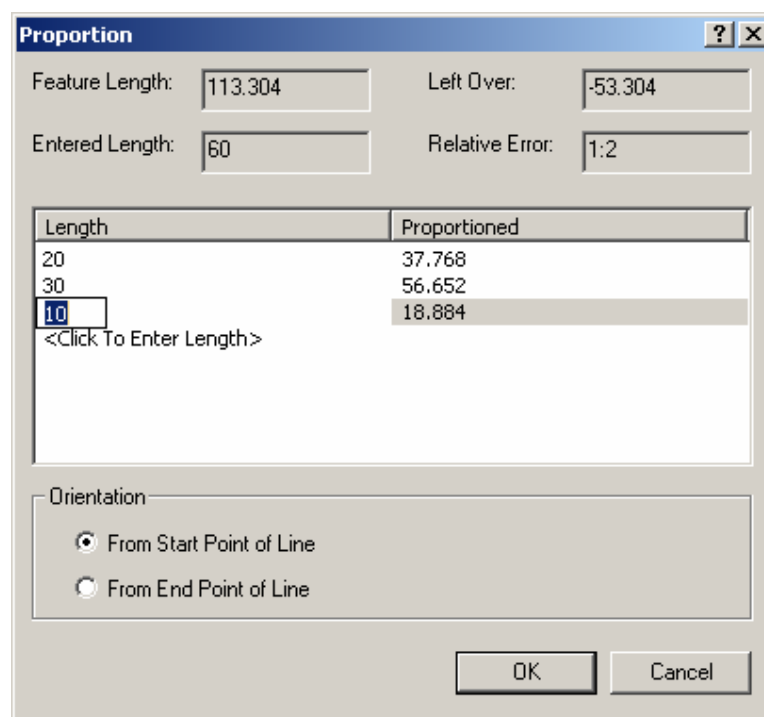 Proportion
Feature Length: 113.304 Left Over: -53.304
Entered Length: 60 Relative Error: 1:2
Length Proportioned
20 37.768
30 56.652
10 18.884
<Click To Enter Length>
Orientation
From Start Point of Line
From End Point of Line
OK Cancel